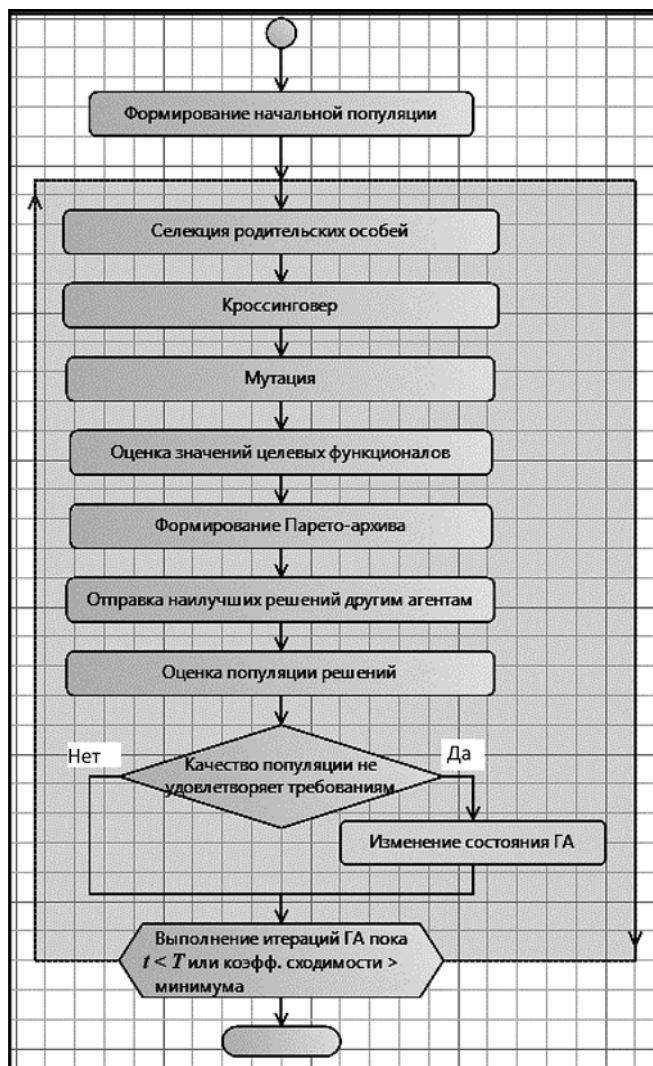 Формирование начальной популяции
Селекция родительских особей
Кроссинговер
Мутация
Оценка значений целевых функционалов
Формирование Парето-архива
Отправка наилучших решений другим агентам
Оценка популяции решений
Нет
Да
Качество популяции не
удовлетворяет требованиям
Изменение состояния ГА
Выполнение итераций ГА пока
t < T или коэфф. сходимости >
минимума